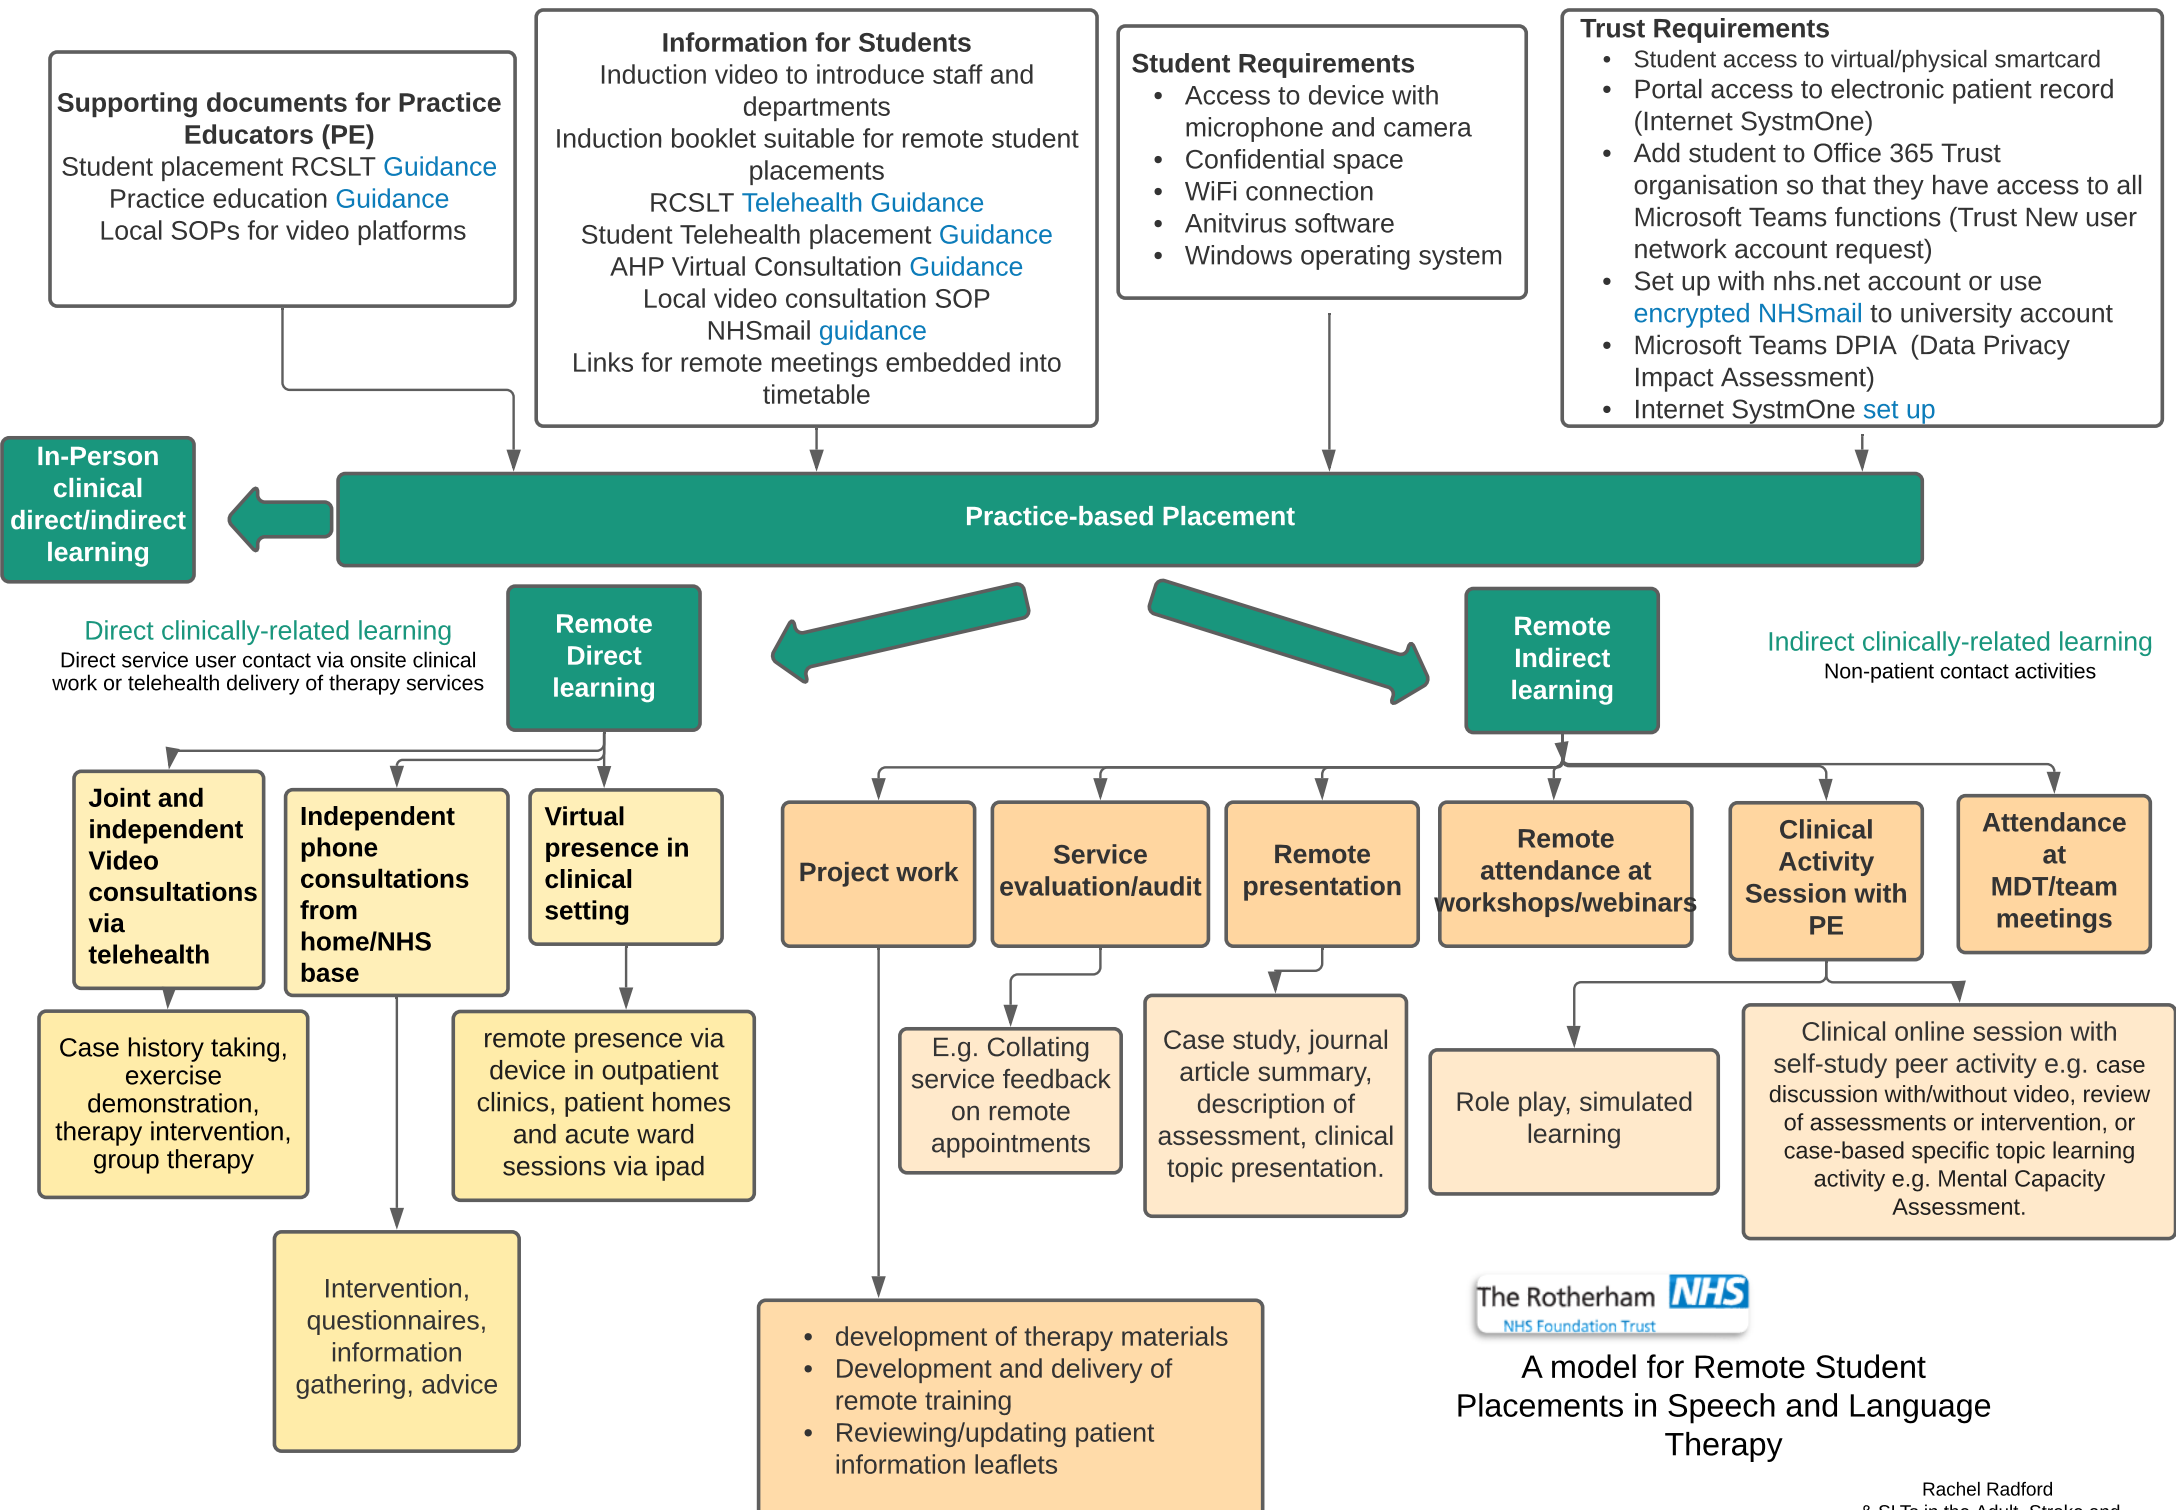 Supporting documents for Practice
Educators (PE)
Student placement RCSLT Guidance
Practice education Guidance
Local SOPs for video platforms
Information for Students
Induction video to introduce staff and
departments
Induction booklet suitable for remote student
placements
RCSLT Telehealth Guidance
Student Telehealth placement Guidance
AHP Virtual Consultation Guidance
Local video consultation SOP
NHSmail guidance
Links for remote meetings embedded into
timetable
Student Requirements
• Access to device with
microphone and camera
• Confidential space
• WiFi connection
• Anitvirus software
• Windows operating system
Trust Requirements
• Student access to virtual/physical smartcard
• Portal access to electronic patient record
(Internet SystmOne)
• Add student to Office 365 Trust
organisation so that they have access to all
Microsoft Teams functions (Trust New user
network account request)
• Set up with nhs.net account or use
encrypted NHSmail to university account
• Microsoft Teams DPIA (Data Privacy
Impact Assessment)
• Internet SystmOne set up
In-Person
clinical
direct/indirect
learning
Practice-based Placement
Direct clinically-related learning
Direct service user contact via onsite clinical
work or telehealth delivery of therapy services
Remote
Direct
learning
Remote
Indirect
learning
Indirect clinically-related learning
Non-patient contact activities
Joint and
independent
Video
consultations
via
telehealth
Independent
phone
consultations
from
home/NHS
base
Virtual
presence in
clinical
setting
Project work
Service
evaluation/audit
Remote
presentation
Remote
attendance at
workshops/webinars
Clinical
Activity
Session with
PE
Attendance
at
MDT/team
meetings
Case history taking,
exercise
demonstration,
therapy intervention,
group therapy
remote presence via
device in outpatient
clinics, patient homes
and acute ward
sessions via ipad
E.g. Collating
service feedback
on remote
appointments
Case study, journal
article summary,
description of
assessment, clinical
topic presentation.
Role play, simulated
learning
Clinical online session with
self-study peer activity e.g. case
discussion with/without video, review
of assessments or intervention, or
case-based specific topic learning
activity e.g. Mental Capacity
Assessment.
Intervention,
questionnaires,
information
gathering, advice
• development of therapy materials
• Development and delivery of
remote training
• Reviewing/updating patient
information leaflets
The Rotherham NHS
NHS Foundation Trust
A model for Remote Student
Placements in Speech and Language
Therapy
Rachel Radford
& SLTs in the Adult, Stroke and